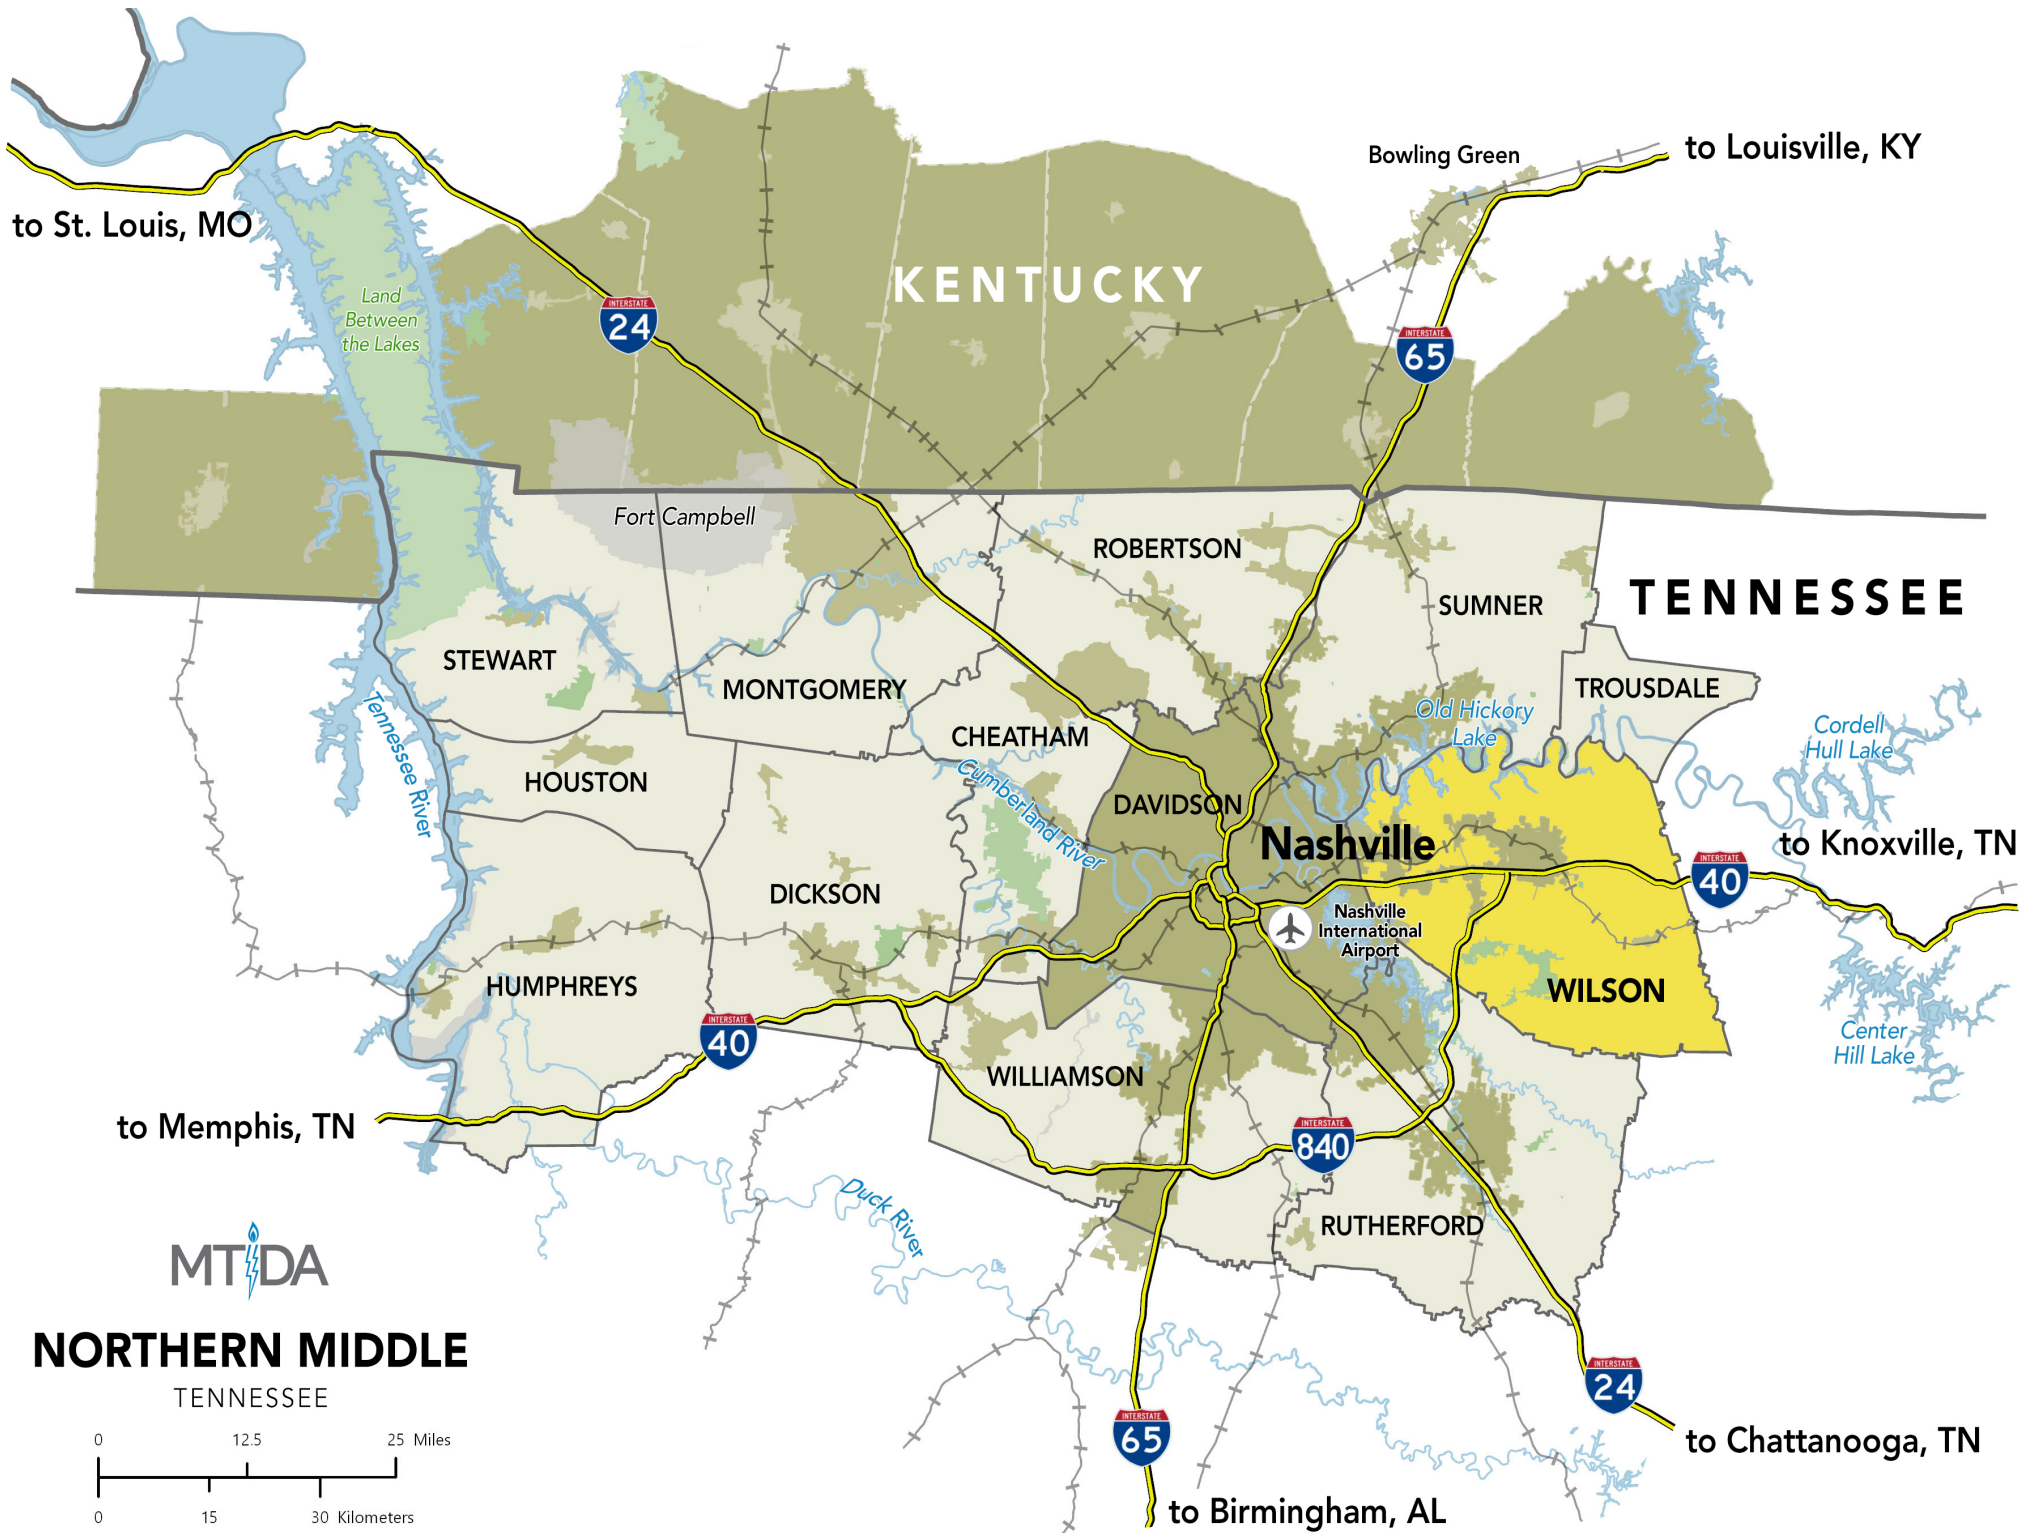 Bowling Green
to Louisville, KY
to St. Louis, MO
KENTUCKY
Land
Between
the Lakes
INTERSTATE
24
INTERSTATE
65
Fort Campbell
ROBERTSON
TENNESSEE
SUMNER
STEWART
MONTGOMERY
TROUSDALE
Old Hickory
Lake
Cordell
Hull Lake
Tennessee River
CHEATHAM
HOUSTON
Cumberland River
DAVIDSON
Nashville
to Knoxville, TN
INTERSTATE
40
DICKSON
Nashville
International
Airport
HUMPHREYS
WILSON
INTERSTATE
40
Center
Hill Lake
WILLIAMSON
to Memphis, TN
INTERSTATE
840
Duck River
RUTHERFORD
MTIDA
NORTHERN MIDDLE
TENNESSEE
INTERSTATE
24
0 12.5 25 Miles
0 15 30 Kilometers
INTERSTATE
65
to Chattanooga, TN
to Birmingham, AL